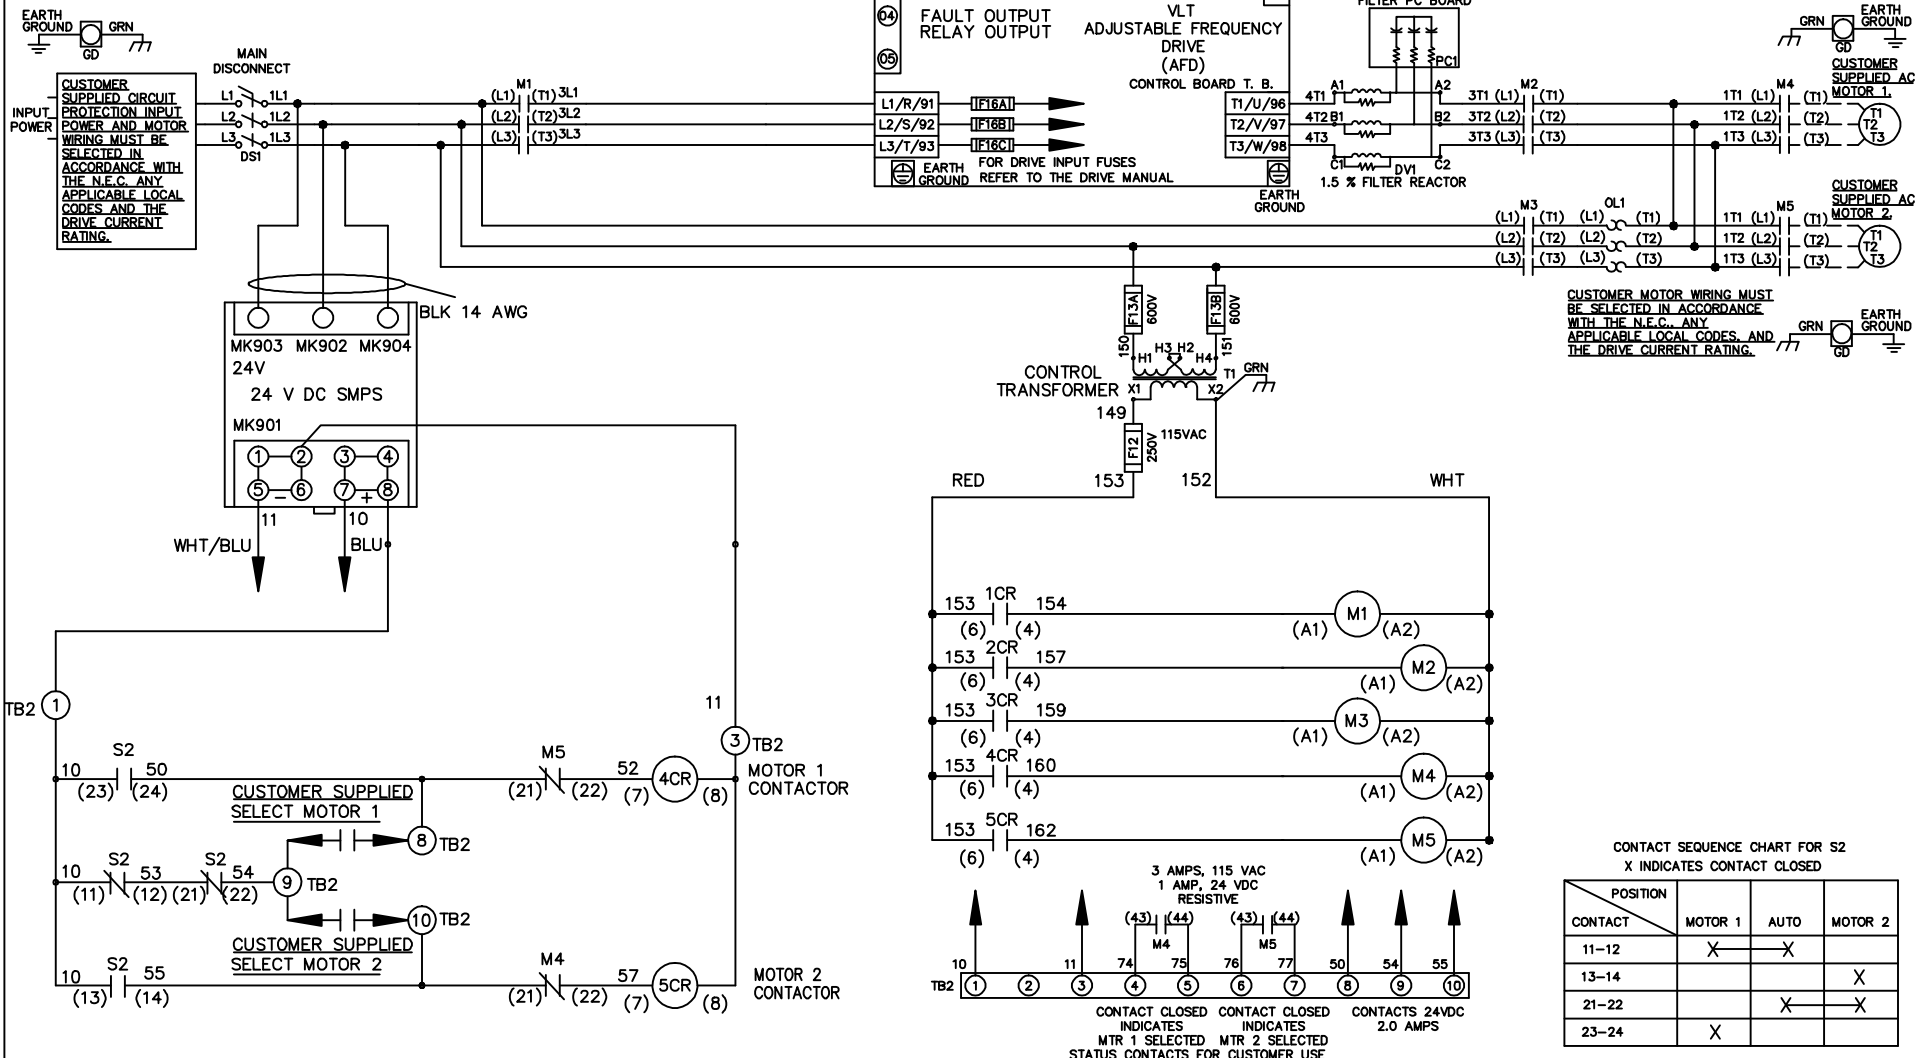 EARTH
GROUND
GRN
GD
CUSTOMER
SUPPLIED CIRCUIT
PROTECTION INPUT
POWER AND MOTOR
WIRING MUST BE
SELECTED IN
ACCORDANCE WITH
THE N.E.C. ANY
APPLICABLE LOCAL
CODES AND THE
DRIVE CURRENT
RATING.
INPUT
POWER
MAIN
DISCONNECT
L1 1L1
L2 1L2
L3 1L3
DS1
M1
(L1) (T1) 3L1
(L2) (T2) 3L2
(L3) (T3) 3L3
04
05
FAULT OUTPUT
RELAY OUTPUT
VLT
ADJUSTABLE FREQUENCY
DRIVE
(AFD)
CONTROL BOARD T. B.
L1/R/91 F16A T1/U/96
L2/S/92 F16B T2/V/97
L3/T/93 F16C T3/W/98
EARTH
GROUND
FOR DRIVE INPUT FUSES
REFER TO THE DRIVE MANUAL
EARTH
GROUND
FILTER PC BOARD
PC1
4T1 A1 A2
4T2 B1 B2
4T3 C1 C2
DV1
1.5 % FILTER REACTOR
M2
3T1 (L1) (T1)
3T2 (L2) (T2)
3T3 (L3) (T3)
M4
1T1 (L1) (T1)
1T2 (L2) (T2)
1T3 (L3) (T3)
EARTH
GROUND
GRN
GD
CUSTOMER
SUPPLIED AC
MOTOR 1.
T1
T2
T3
M3
(L1) (T1)
(L2) (T2)
(L3) (T3)
OL1
(L1) (T1)
(L2) (T2)
(L3) (T3)
M5
1T1 (L1) (T1)
1T2 (L2) (T2)
1T3 (L3) (T3)
CUSTOMER
SUPPLIED AC
MOTOR 2.
T1
T2
T3
CUSTOMER MOTOR WIRING MUST
BE SELECTED IN ACCORDANCE
WITH THE N.E.C., ANY
APPLICABLE LOCAL CODES, AND
THE DRIVE CURRENT RATING.
EARTH
GROUND
GRN
GD
BLK 14 AWG
MK903 MK902 MK904
24V
24 V DC SMPS
MK901
1 2 3 4
5 - 6 7 + 8
11 10
WHT/BLU BLU
F13A 600V
F13B 600V
150 H1 H3 H2 H4 151
CONTROL
TRANSFORMER
X1 X2 T1 GRN
149
F12 250V
115VAC
RED 153 152 WHT
153 1CR 154 M1
(6) (4) (A1) (A2)
153 2CR 157 M2
(6) (4) (A1) (A2)
153 3CR 159 M3
(6) (4) (A1) (A2)
153 4CR 160 M4
(6) (4) (A1) (A2)
153 5CR 162 M5
(6) (4) (A1) (A2)
TB2 1
11
3 TB2
10 S2 50 M5 52 4CR
(23) (24) (21) (22) (7) (8)
MOTOR 1
CONTACTOR
CUSTOMER SUPPLIED
SELECT MOTOR 1
8 TB2
10 S2 53 S2 54 9 TB2
(11) (12) (21) (22)
10 TB2
CUSTOMER SUPPLIED
SELECT MOTOR 2
10 S2 55 M4 57 5CR
(13) (14) (21) (22) (7) (8)
MOTOR 2
CONTACTOR
3 AMPS, 115 VAC
1 AMP, 24 VDC
RESISTIVE
(43) (44) (43) (44)
M4 M5
10 11 74 75 76 77 50 54 55
TB2 1 2 3 4 5 6 7 8 9 10
CONTACT CLOSED
INDICATES
MTR 1 SELECTED
CONTACT CLOSED
INDICATES
MTR 2 SELECTED
CONTACTS 24VDC
2.0 AMPS
STATUS CONTACTS FOR CUSTOMER USE
CONTACT SEQUENCE CHART FOR S2
X INDICATES CONTACT CLOSED
POSITION
CONTACT MOTOR 1 AUTO MOTOR 2
11-12 X X
13-14 X
21-22 X X
23-24 X